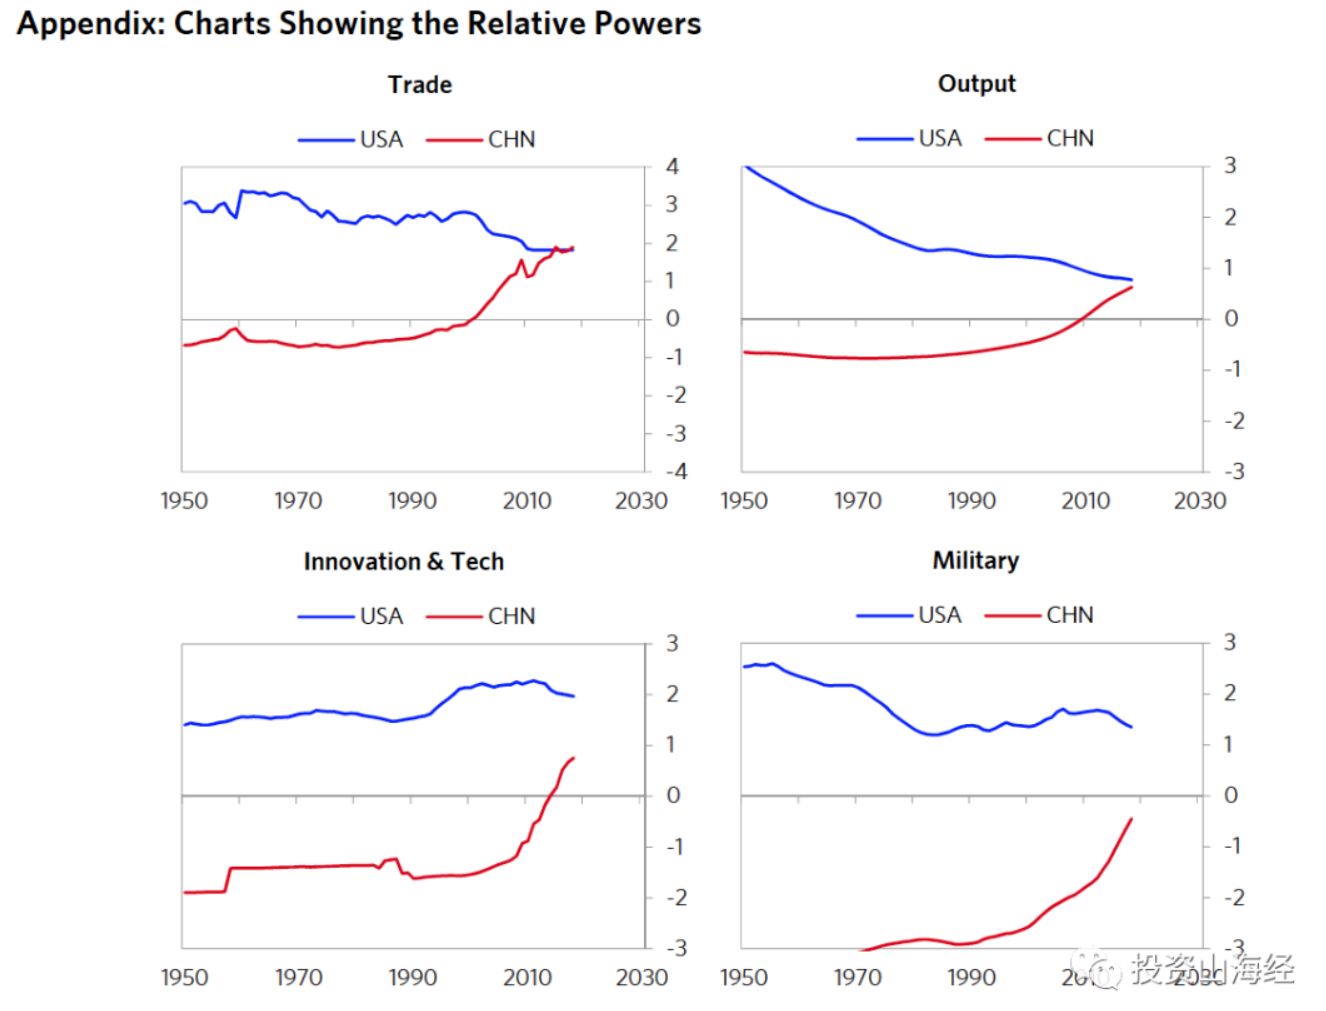 Appendix: Charts Showing the Relative Powers
Trade
USA CHN
4
3
2
1
0
-1
-2
-3
-4
1950 1970 1990 2010 2030
Output
USA CHN
3
2
1
0
-1
-2
-3
1950 1970 1990 2010 2030
Innovation & Tech
USA CHN
3
2
1
0
-1
-2
-3
1950 1970 1990 2010 2030
Military
USA CHN
3
2
1
0
-1
-2
-3
1950 1970 1990 2010 2030
投资山海经